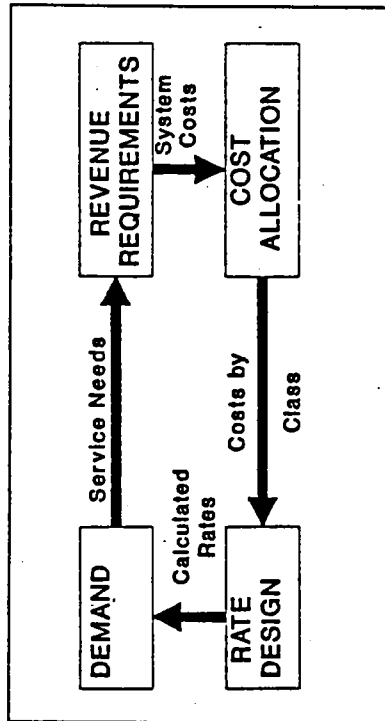 DEMAND
Service Needs
REVENUE
REQUIREMENTS
Calculated
Rates
System
Costs
RATE
DESIGN
Costs by
Class
COST
ALLOCATION